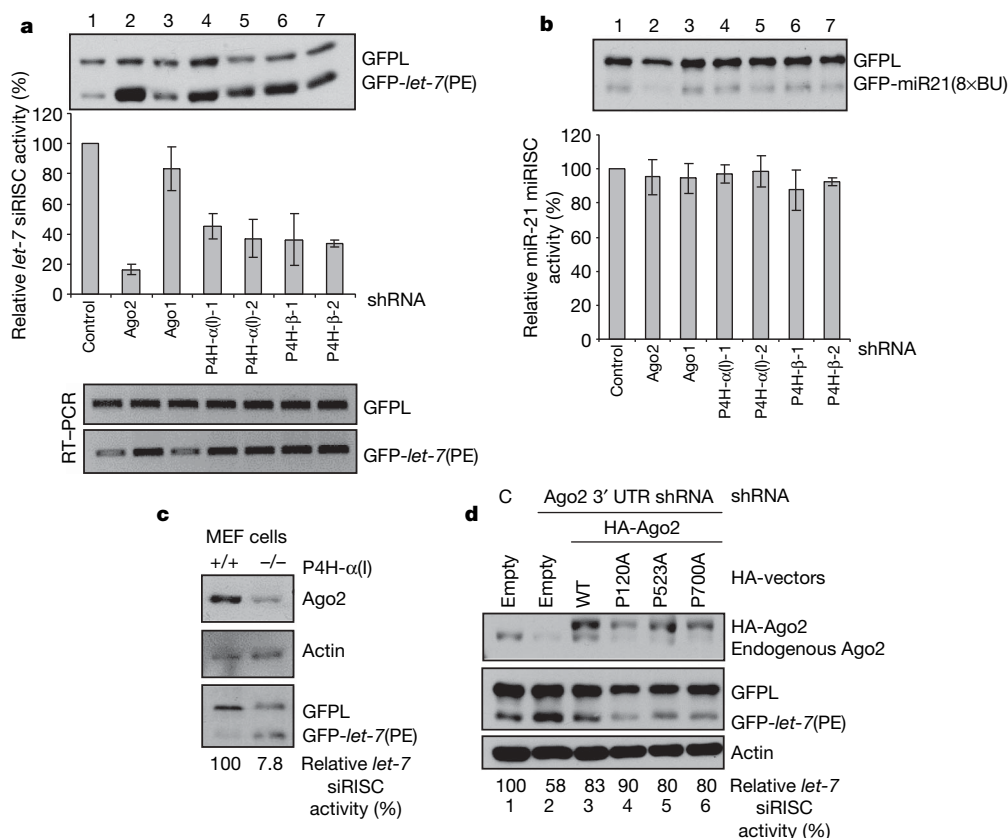 a
1 2 3 4 5 6 7
GFPL
GFP-let-7(PE)
Relative let-7 siRISC activity (%)
120
100
80
60
40
20
0
Control
Ago2
Ago1
P4H-α(I)-1
P4H-α(I)-2
P4H-β-1
P4H-β-2
shRNA
RT–PCR
GFPL
GFP-let-7(PE)
b
1 2 3 4 5 6 7
GFPL
GFP-miR21(8×BU)
Relative miR-21 miRISC
activity (%)
120
100
80
60
40
20
0
Control
Ago2
Ago1
P4H-α(I)-1
P4H-α(I)-2
P4H-β-1
P4H-β-2
shRNA
c
MEF cells
+/+ –/– P4H-α(I)
Ago2
Actin
GFPL
GFP-let-7(PE)
100 7.8 Relative let-7
siRISC
activity (%)
d
C Ago2 3′ UTR shRNA shRNA
HA-Ago2
Empty
Empty
WT
P120A
P523A
P700A
HA-vectors
HA-Ago2
Endogenous Ago2
GFPL
GFP-let-7(PE)
Actin
100 58 83 90 80 80 Relative let-7
1 2 3 4 5 6 siRISC
activity (%)